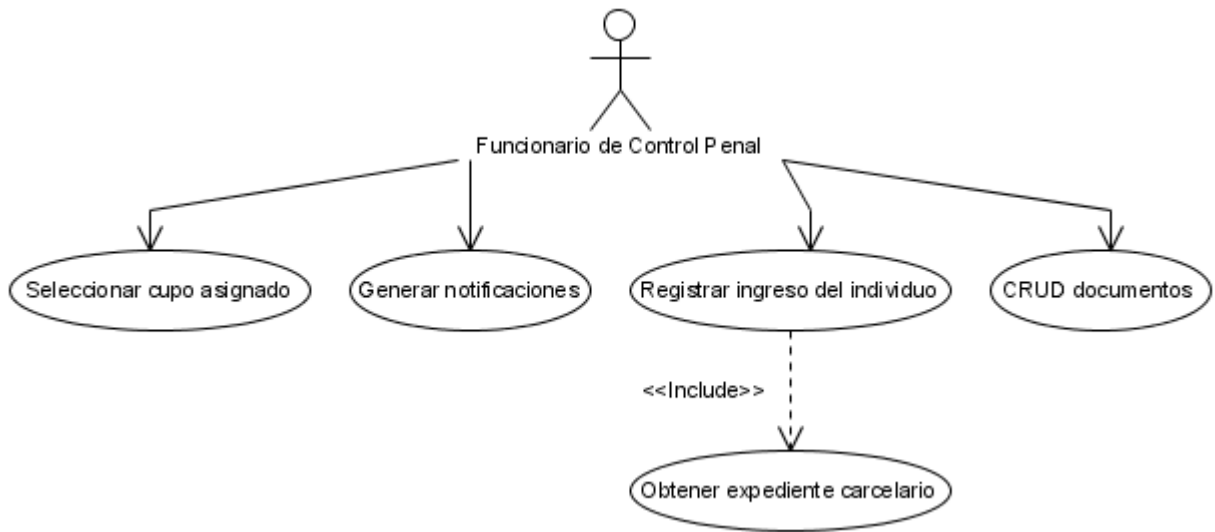 Funcionario de Control Penal
Seleccionar cupo asignado
Generar notificaciones
Registrar ingreso del individuo
CRUD documentos
<<Include>>
Obtener expediente carcelario